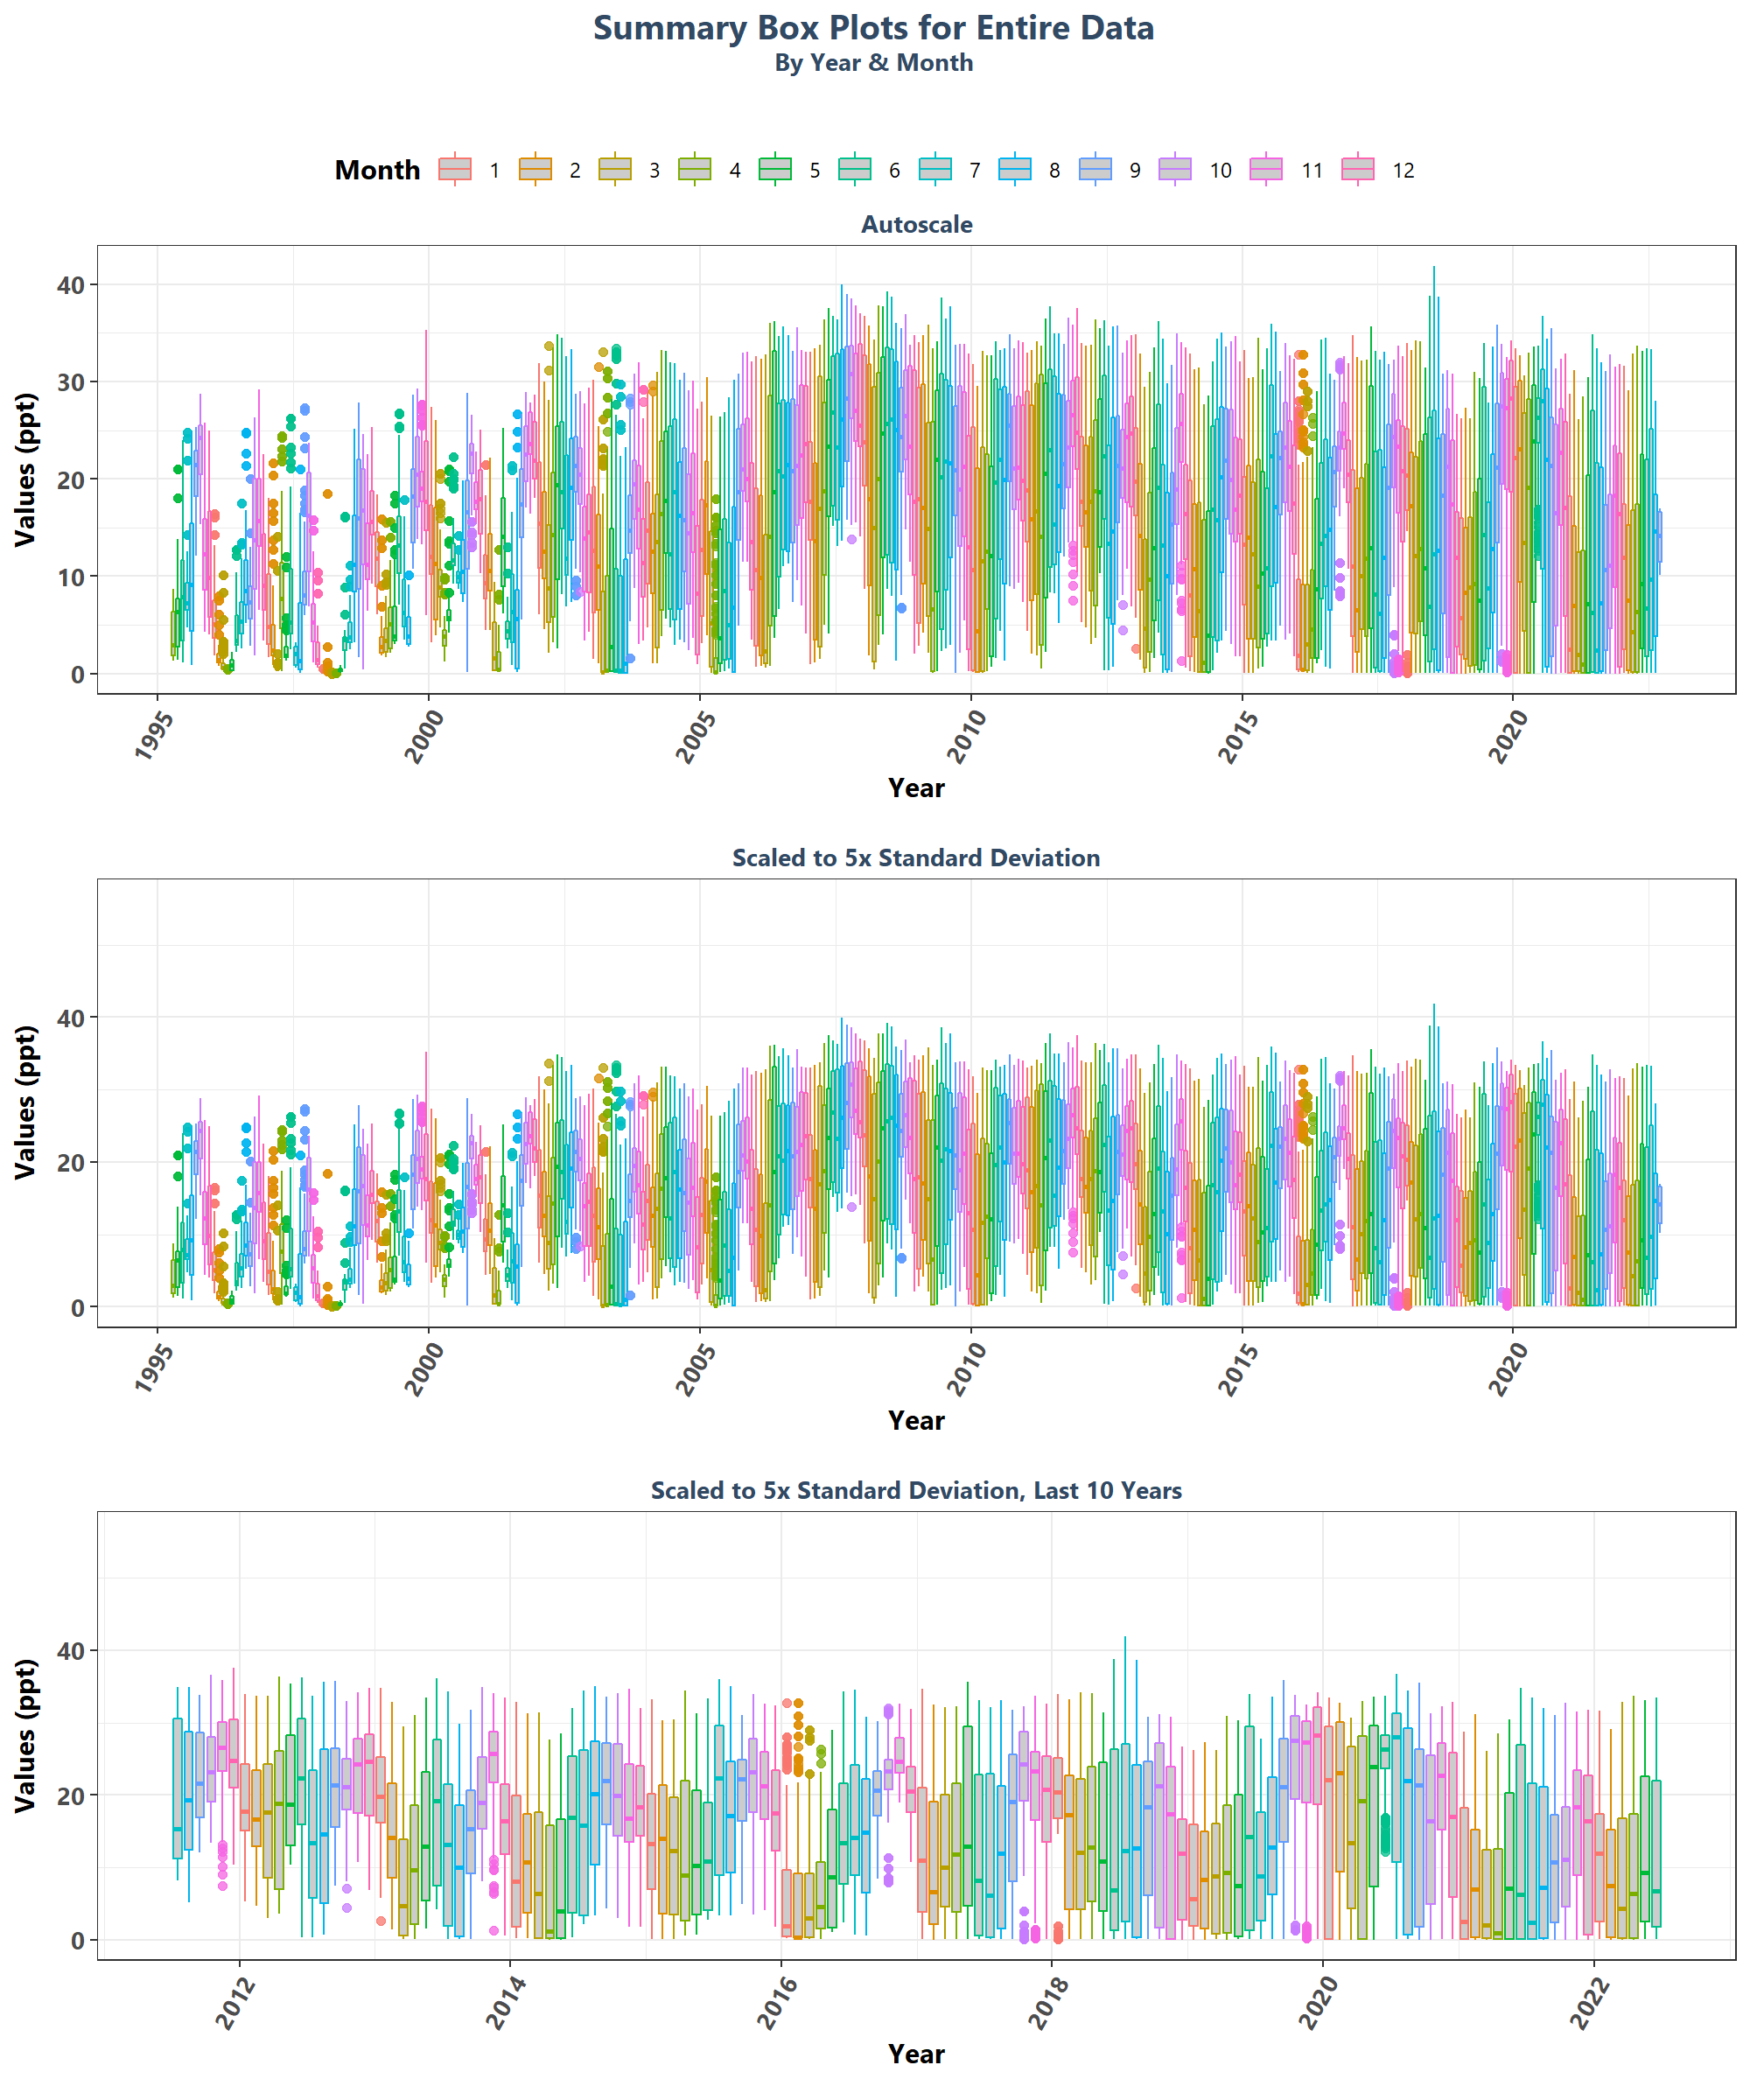 Summary Box Plots for Entire Data
By Year & Month
Month 1 2 3 4 5 6 7 8 9 10 11 12
Autoscale
Values (ppt)
40
30
20
10
0
1995 2000 2005 2010 2015 2020
Year
Scaled to 5x Standard Deviation
Values (ppt)
40
20
0
1995 2000 2005 2010 2015 2020
Year
Scaled to 5x Standard Deviation, Last 10 Years
Values (ppt)
40
20
0
2012 2014 2016 2018 2020 2022
Year